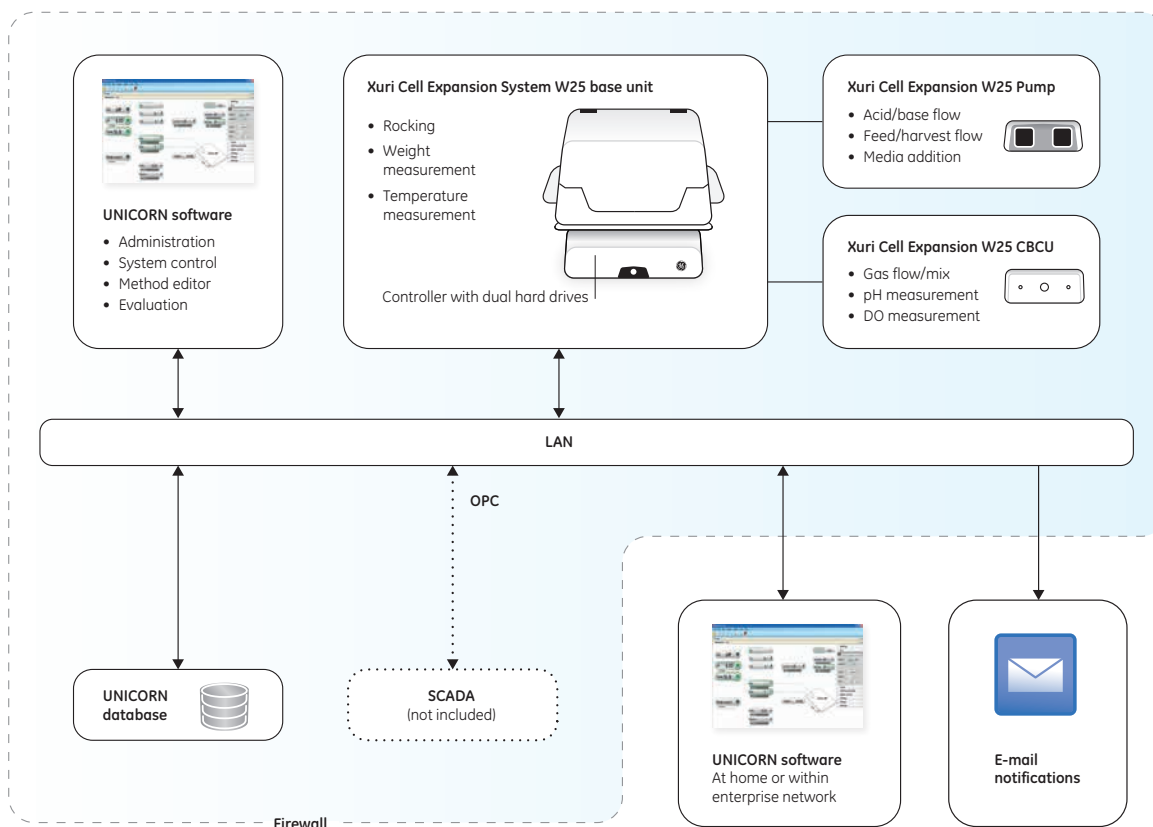 UNICORN software
• Administration
• System control
• Method editor
• Evaluation
Xuri Cell Expansion System W25 base unit
• Rocking
• Weight
measurement
• Temperature
measurement
Controller with dual hard drives
Xuri Cell Expansion W25 Pump
• Acid/base flow
• Feed/harvest flow
• Media addition
Xuri Cell Expansion W25 CBCU
• Gas flow/mix
• pH measurement
• DO measurement
LAN
OPC
UNICORN
database
SCADA
(not included)
UNICORN software
At home or within
enterprise network
E-mail
notifications
Firewall